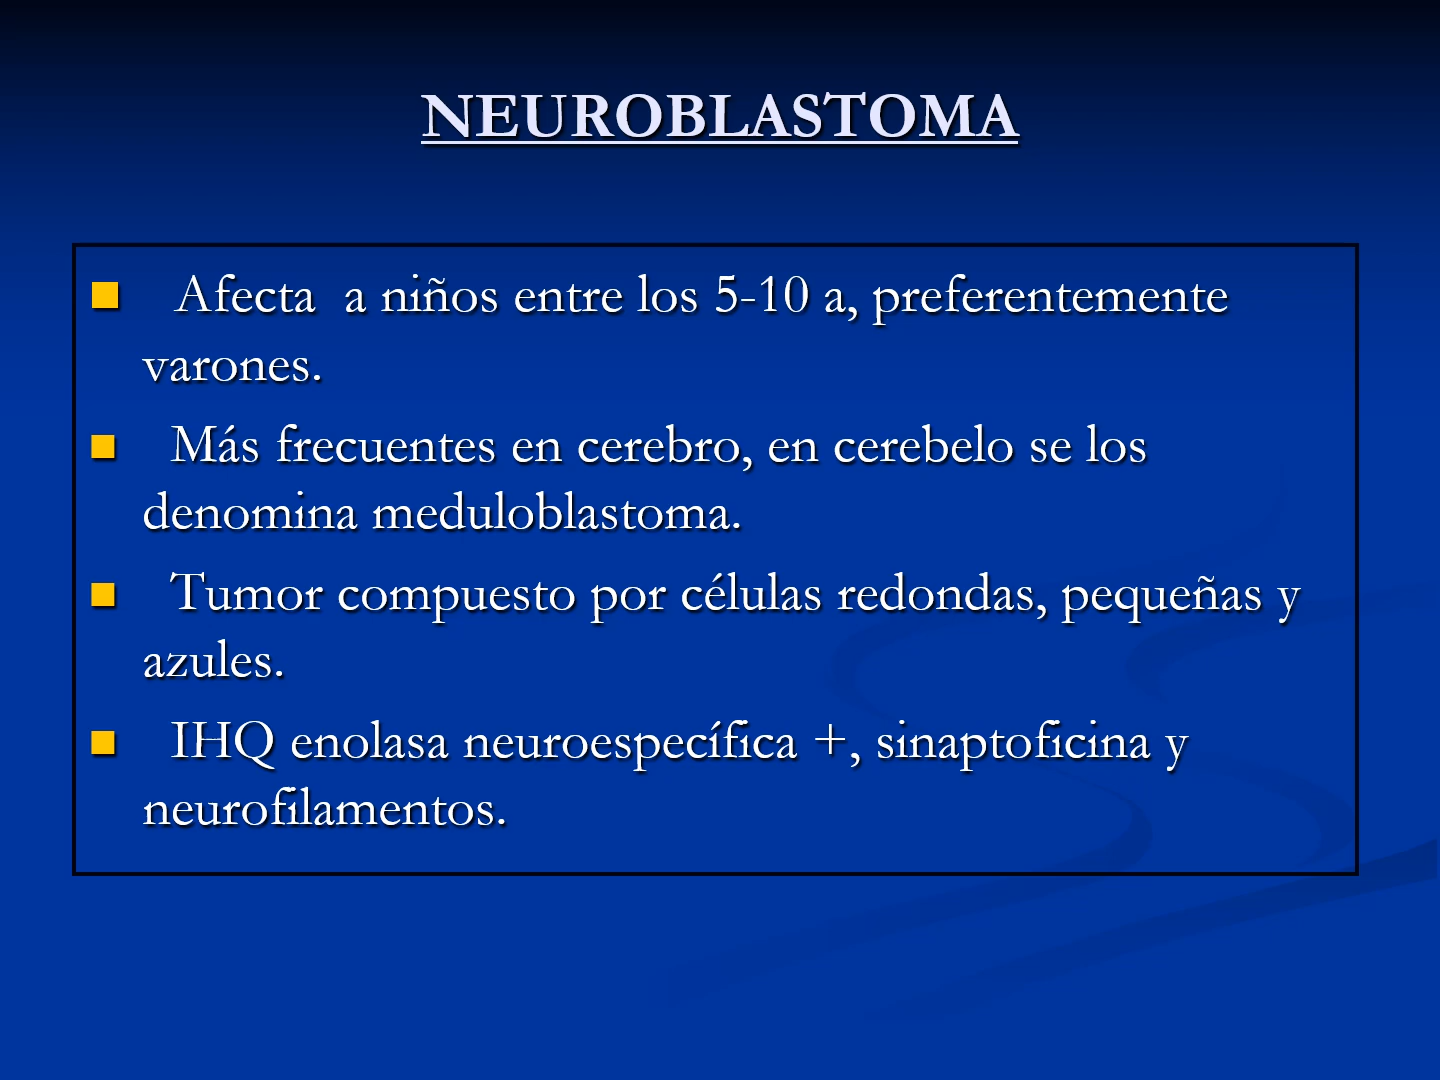 NEUROBLASTOMA
Afecta a niños entre los 5-10 a, preferentemente
varones.
Más frecuentes en cerebro, en cerebelo se los
denomina meduloblastoma.
Tumor compuesto por células redondas, pequeñas y
azules.
IHQ enolasa neuroespecífica +, sinaptoficina y
neurofilamentos.